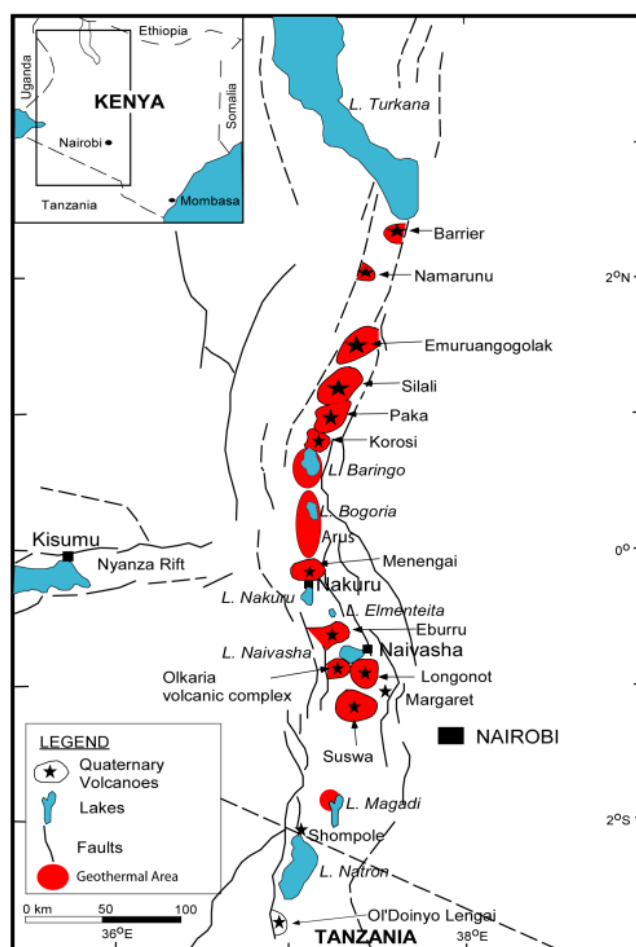 Ethiopia
Uganda
KENYA
Somalia
Nairobi
Mombasa
Tanzania
L. Turkana
Barrier
2°N
Namarunu
Emuruangogolak
Silali
Paka
Korosi
L. Baringo
L. Bogoria
Arus
Kisumu
0°
Nyanza Rift
Menengai
Nakuru
L. Nakuru
L. Elmenteita
Eburru
L. Naivasha
Naivasha
Olkaria
volcanic complex
Longonot
Margaret
NAIROBI
Suswa
LEGEND
Quaternary
Volcanoes
Lakes
Faults
Geothermal Area
L. Magadi
2°S
Shompole
L. Natron
0 km 50 100
36°E
Ol'Doinyo Lengai
TANZANIA
38°E